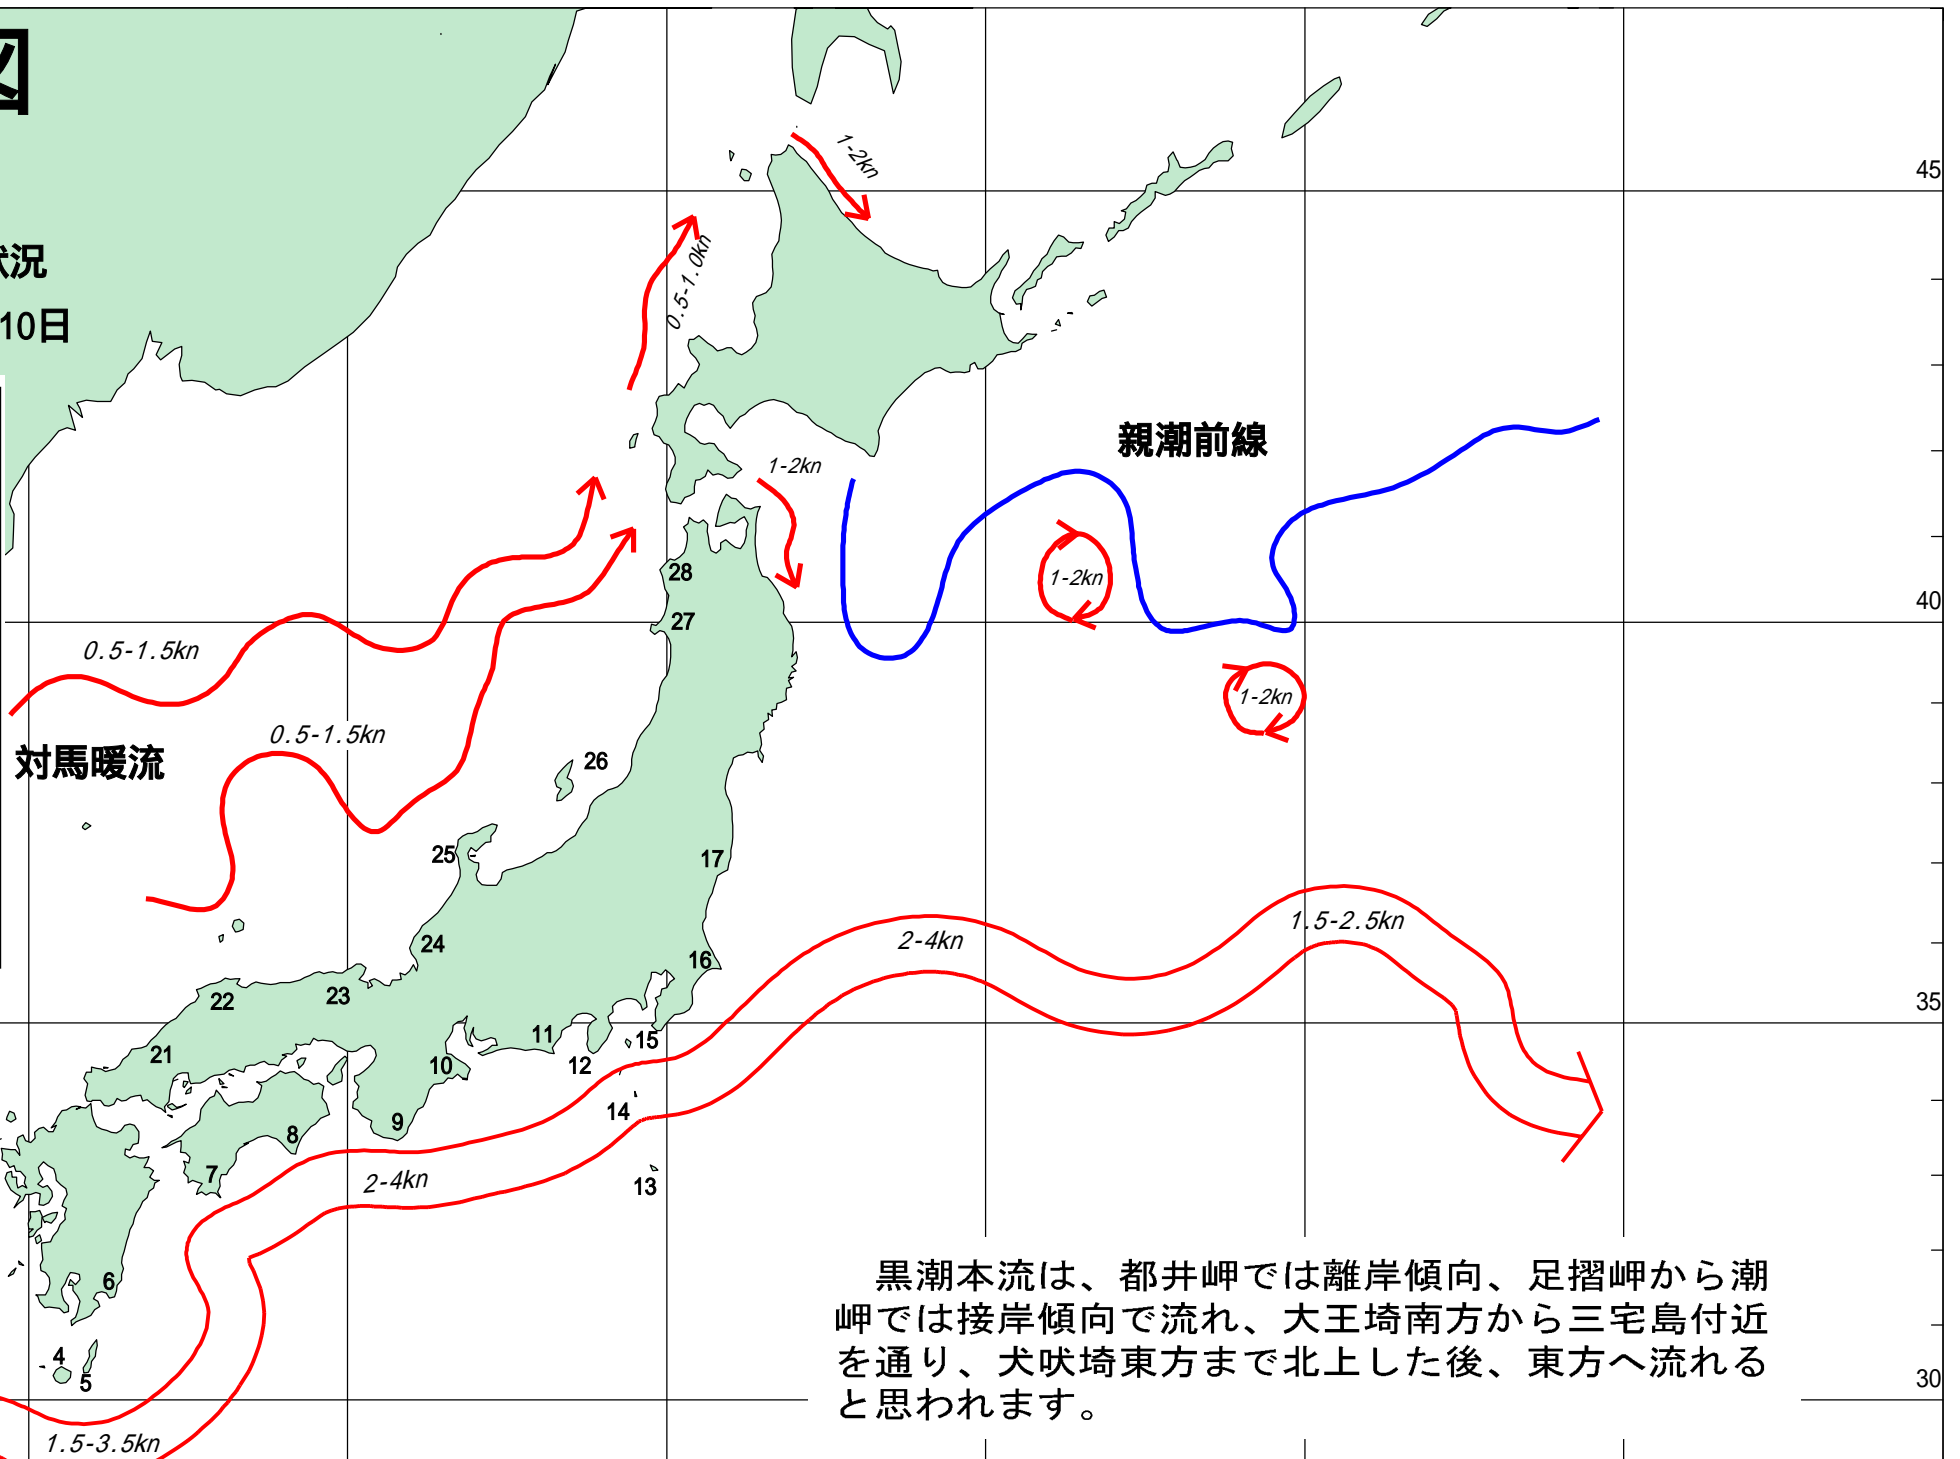 図
状況
10日
45
1-2kn
0.5-1.0kn
親潮前線
1-2kn
28
1-2kn
40
27
0.5-1.5kn
1-2kn
0.5-1.5kn
対馬暖流
26
25
17
1.5-2.5kn
24
2-4kn
16
22
23
35
11
15
21
10
12
14
9
8
7
2-4kn
13
6
黒潮本流は、都井岬では離岸傾向、足摺岬から潮
岬では接岸傾向で流れ、大王埼南方から三宅島付近
を通り、犬吠埼東方まで北上した後、東方へ流れる
と思われます。
4
5
30
1.5-3.5kn